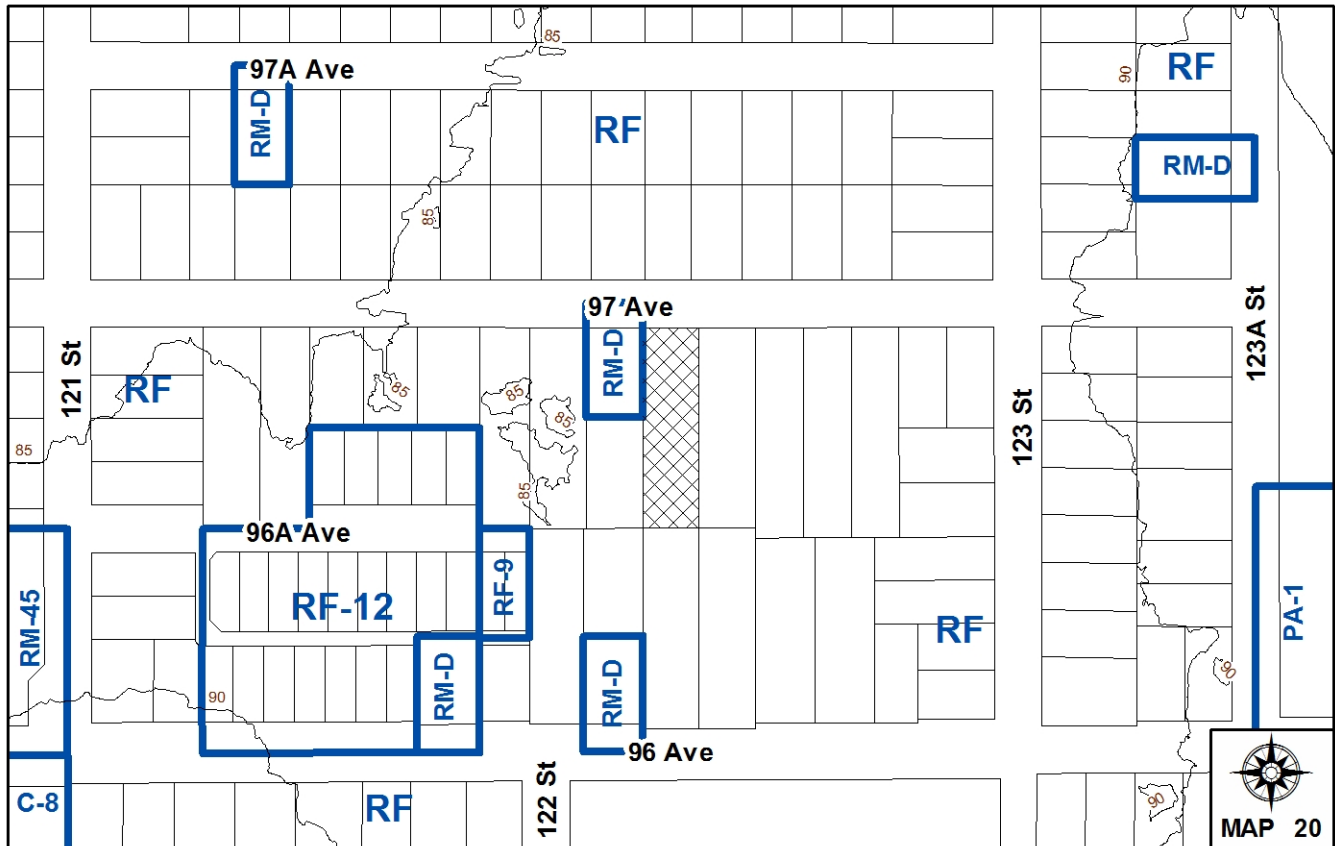 85
97A Ave
90
RF
RM-D
RF
RM-D
85
97 Ave
123A St
RM-D
121 St
RF
85
85
85
123 St
85
85
96A Ave
RM-45
RF-12
RF-9
PA-1
RF
RM-D
RM-D
90
90
96 Ave
C-8
RF
122 St
90
MAP 20